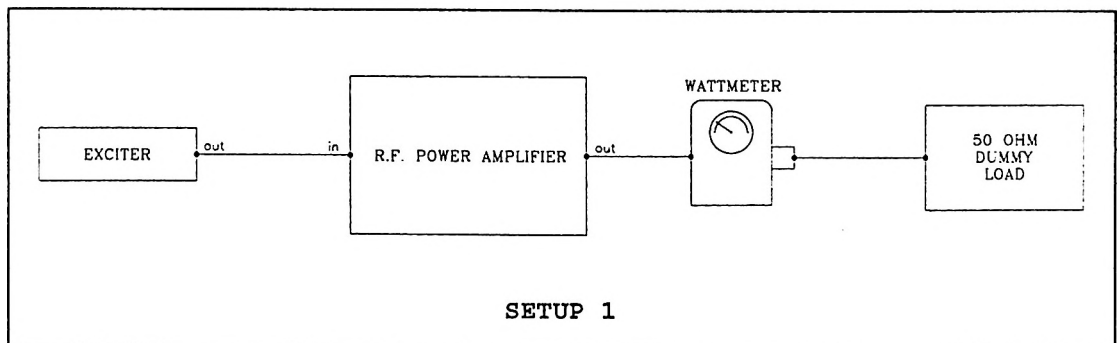 WATTMETER
EXCITER
out
in
R.F. POWER AMPLIFIER
out
50 OHM
DUMMY
LOAD
SETUP 1